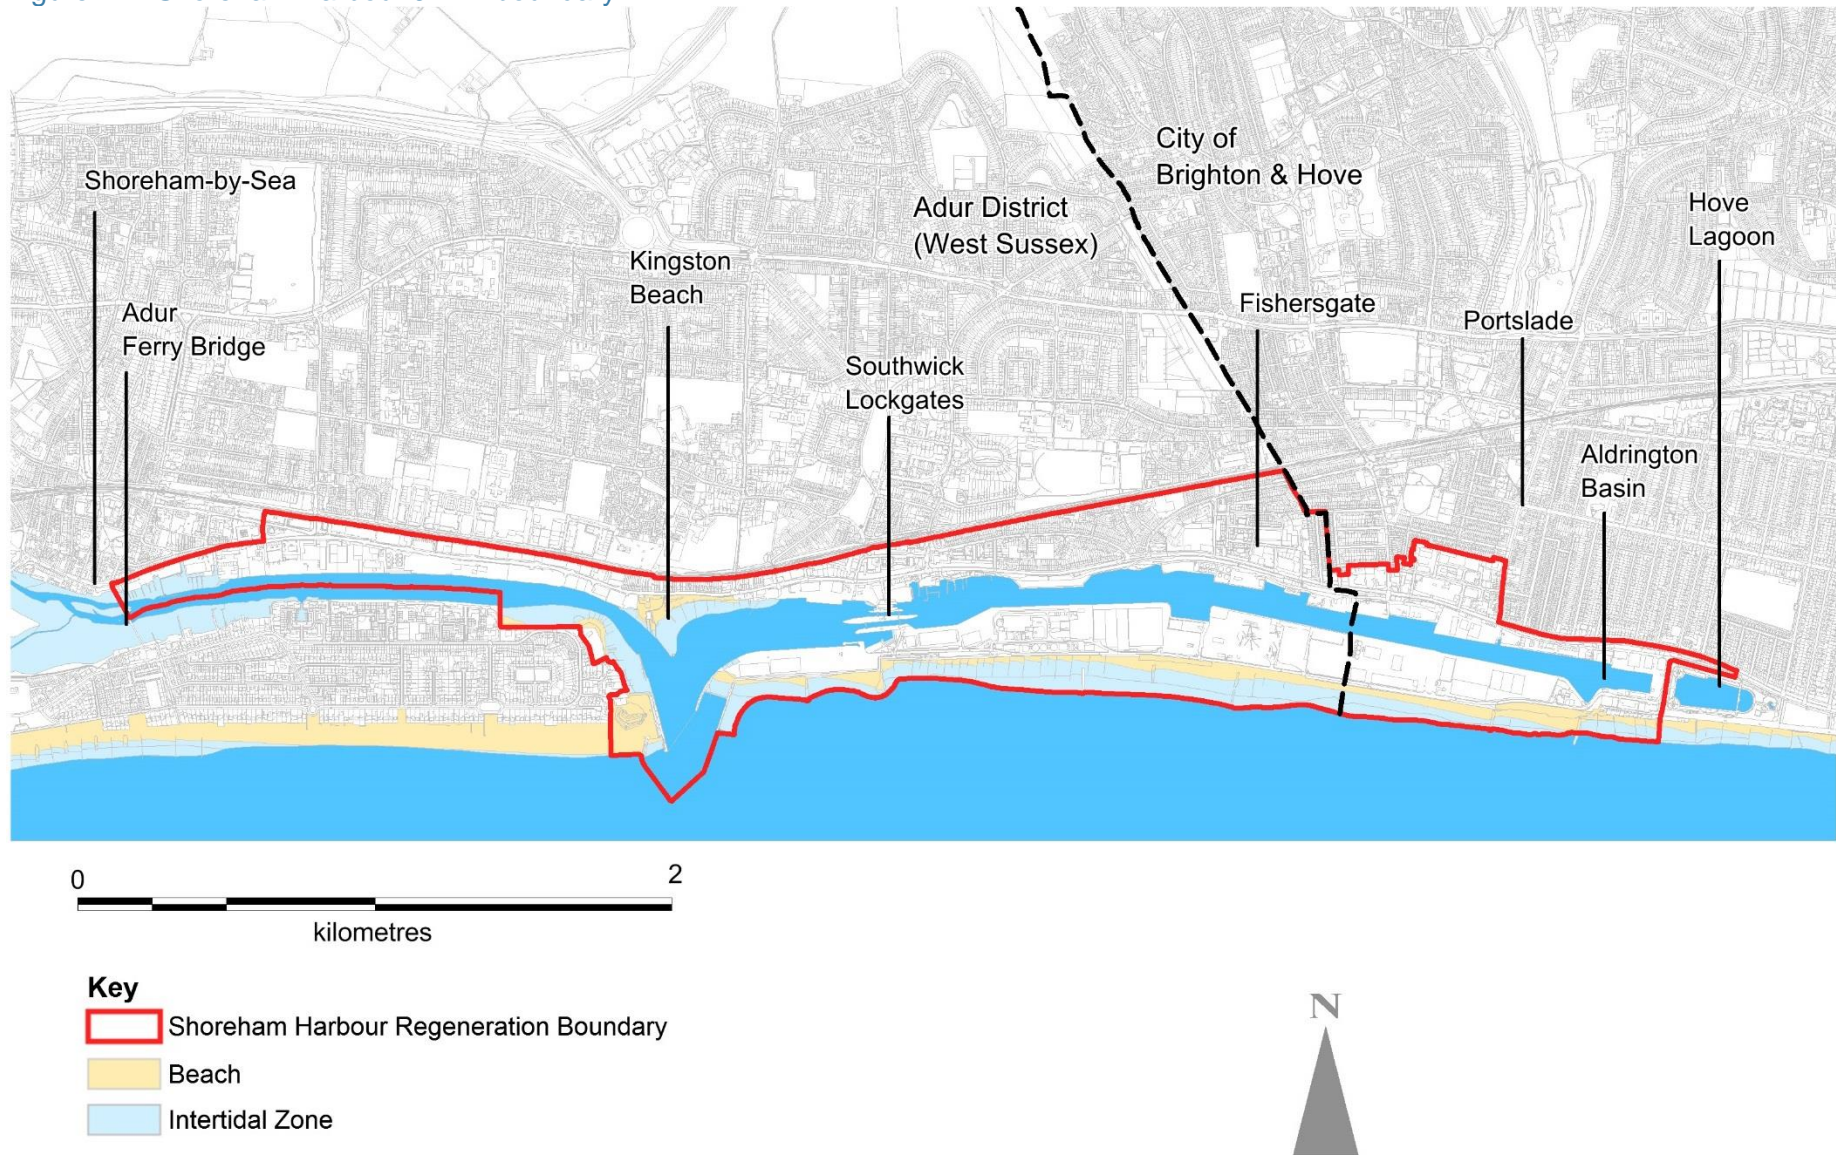 Shoreham-by-Sea
Adur
Ferry Bridge
Kingston
Beach
Southwick
Lockgates
Adur District
(West Sussex)
City of
Brighton & Hove
Fishersgate
Portslade
Aldrington
Basin
Hove
Lagoon
0
2
kilometres
Key
Shoreham Harbour Regeneration Boundary
Beach
Intertidal Zone
N